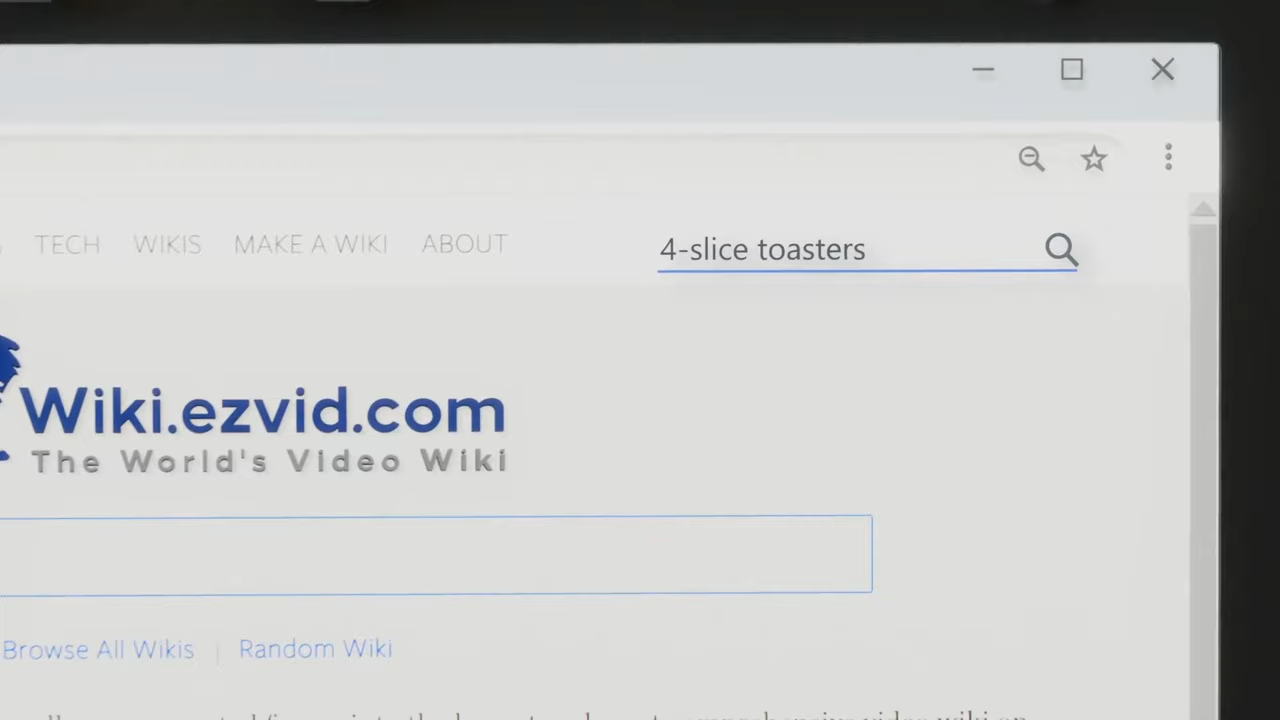 TECH WIKIS MAKE A WIKI ABOUT
4-slice toasters
Wiki.ezvid.com
The World's Video Wiki
Browse All Wikis | Random Wiki